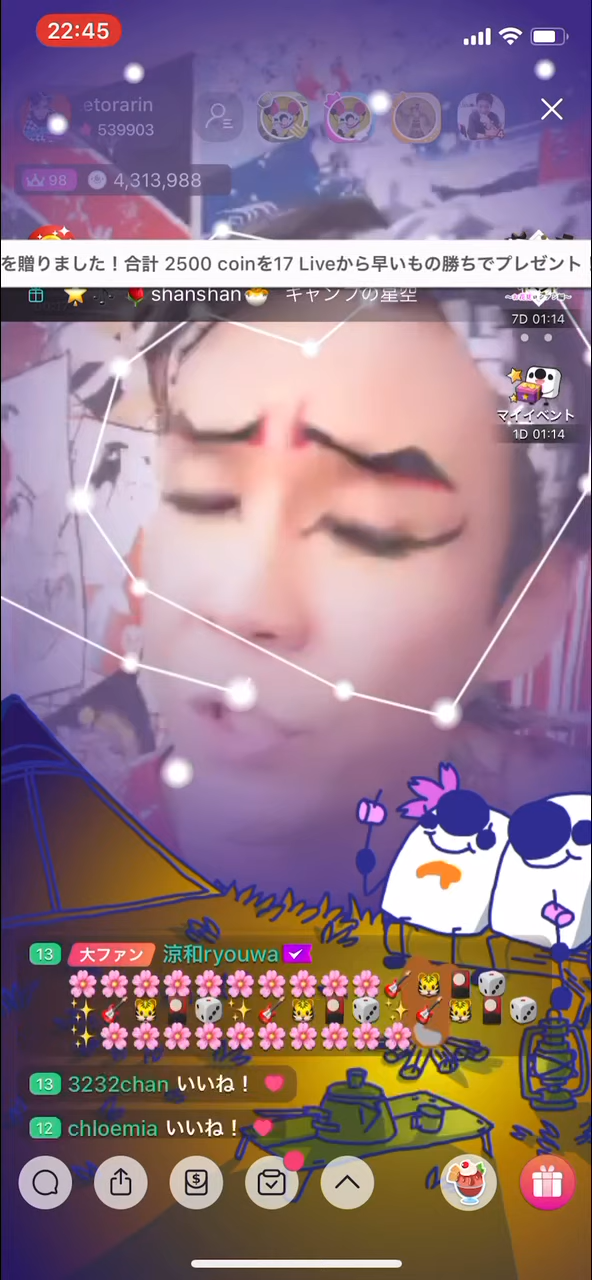 22:45
etorarin
539903
98
4,313,988
を贈りました！合計 2500 coinを17 Liveから早いもの勝ちでプレゼント！
shanshan キャンプの星空
7D 01:14
マイイベント
1D 01:14
13 大ファン 涼和ryouwa
13 3232chan いいね！
12 chloemia いいね！